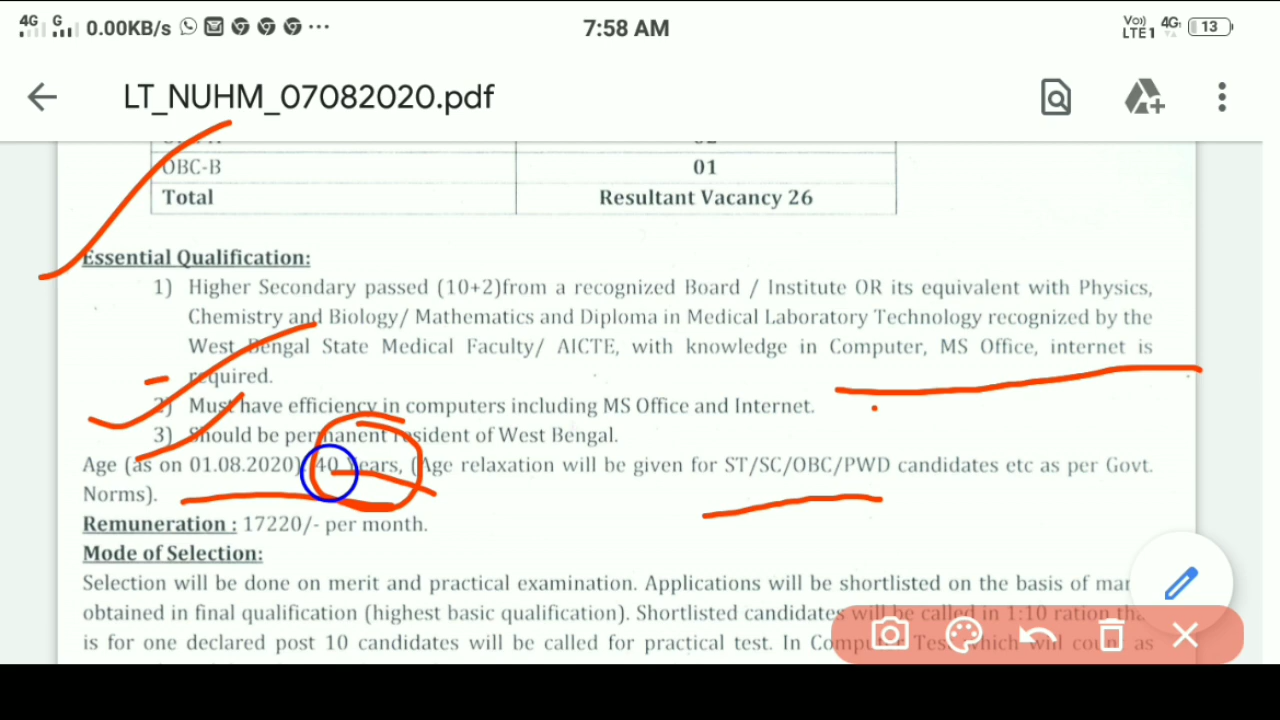 4G G 0.00KB/s ... 7:58 AM Vo)) LTE1 4G 13
LT_NUHM_07082020.pdf
OBC-B 01
Total Resultant Vacancy 26
Essential Qualification:
1) Higher Secondary passed (10+2)from a recognized Board / Institute OR its equivalent with Physics,
Chemistry and Biology/ Mathematics and Diploma in Medical Laboratory Technology recognized by the
West Bengal State Medical Faculty/ AICTE, with knowledge in Computer, MS Office, internet is
required.
2) Must have efficiency in computers including MS Office and Internet.
3) Should be permanent resident of West Bengal.
Age (as on 01.08.2020) 40 Years, (Age relaxation will be given for ST/SC/OBC/PWD candidates etc as per Govt.
Norms).
Remuneration : 17220/- per month.
Mode of Selection:
Selection will be done on merit and practical examination. Applications will be shortlisted on the basis of
obtained in final qualification (highest basic qualification). Shortlisted candidates will be called in 1:10 ration
is for one declared post 10 candidates will be called for practical test. In Computer Test which will count as